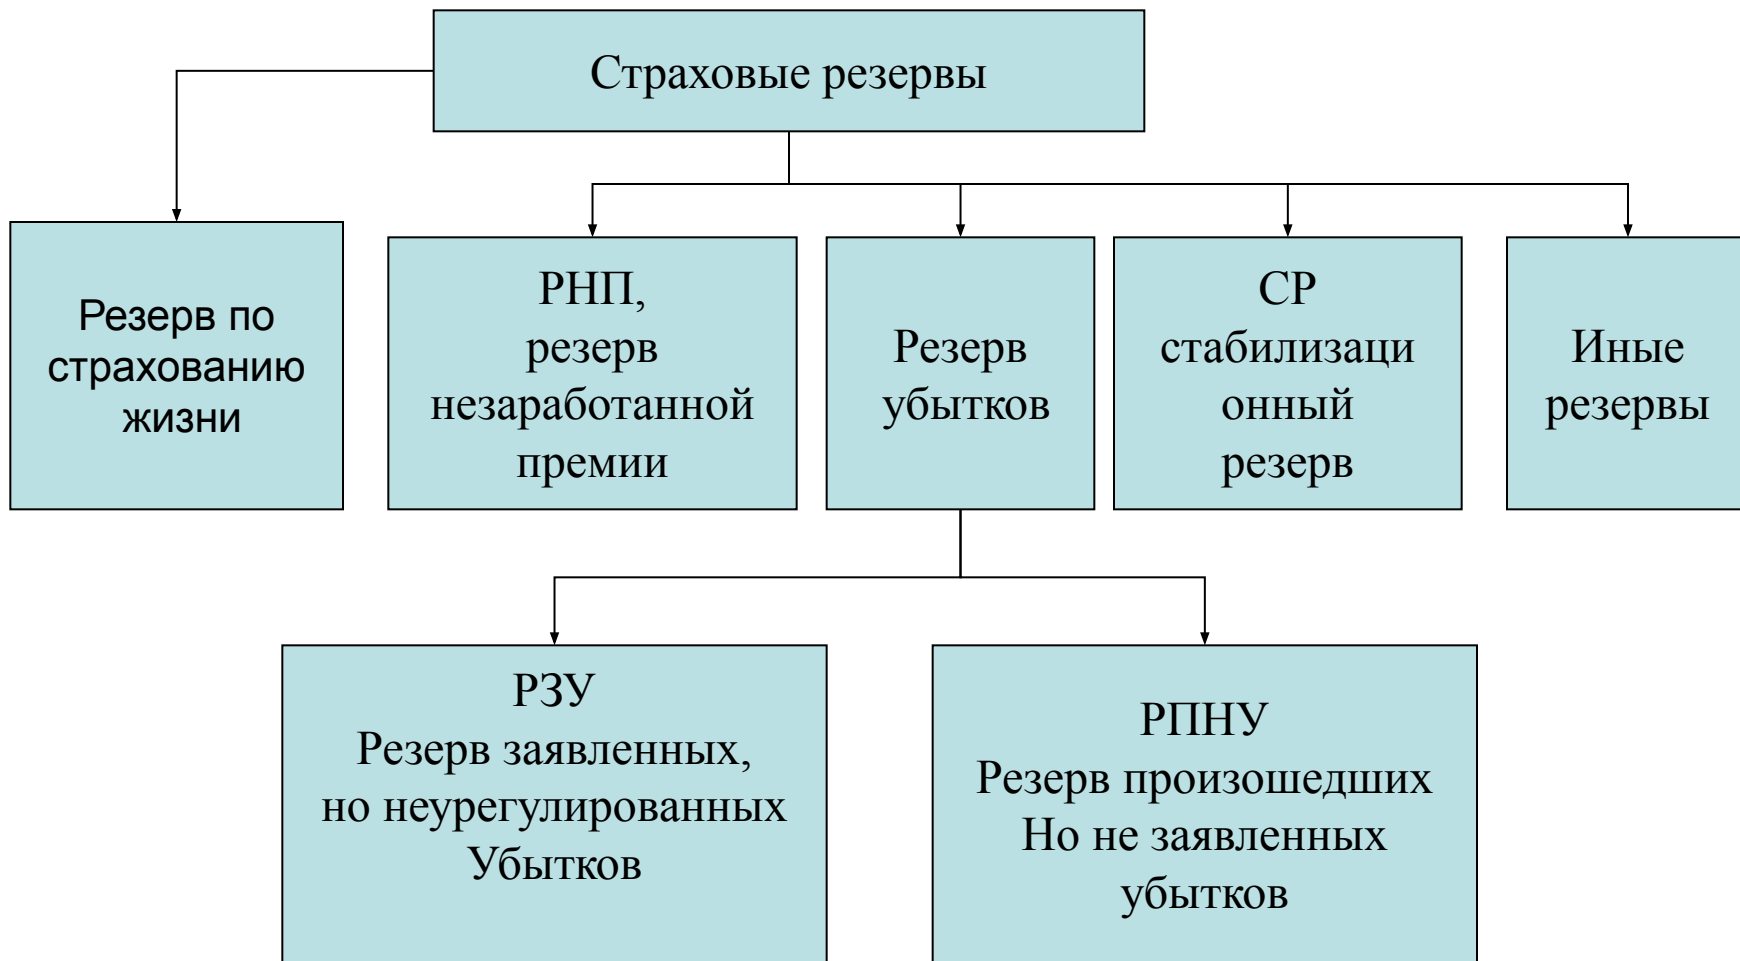 Страховые резервы
Резерв по
страхованию
жизни
РНП,
резерв
незаработанной
премии
Резерв
убытков
СР
стабилизаци
онный
резерв
Иные
резервы
РЗУ
Резерв заявленных,
но неурегулированных
Убытков
РПНУ
Резерв произошедших
Но не заявленных
убытков